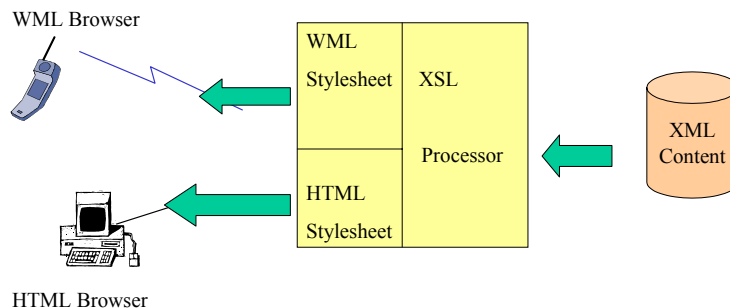 WML Browser
WML
Stylesheet
XSL
Processor
HTML
Stylesheet
XML
Content
HTML Browser